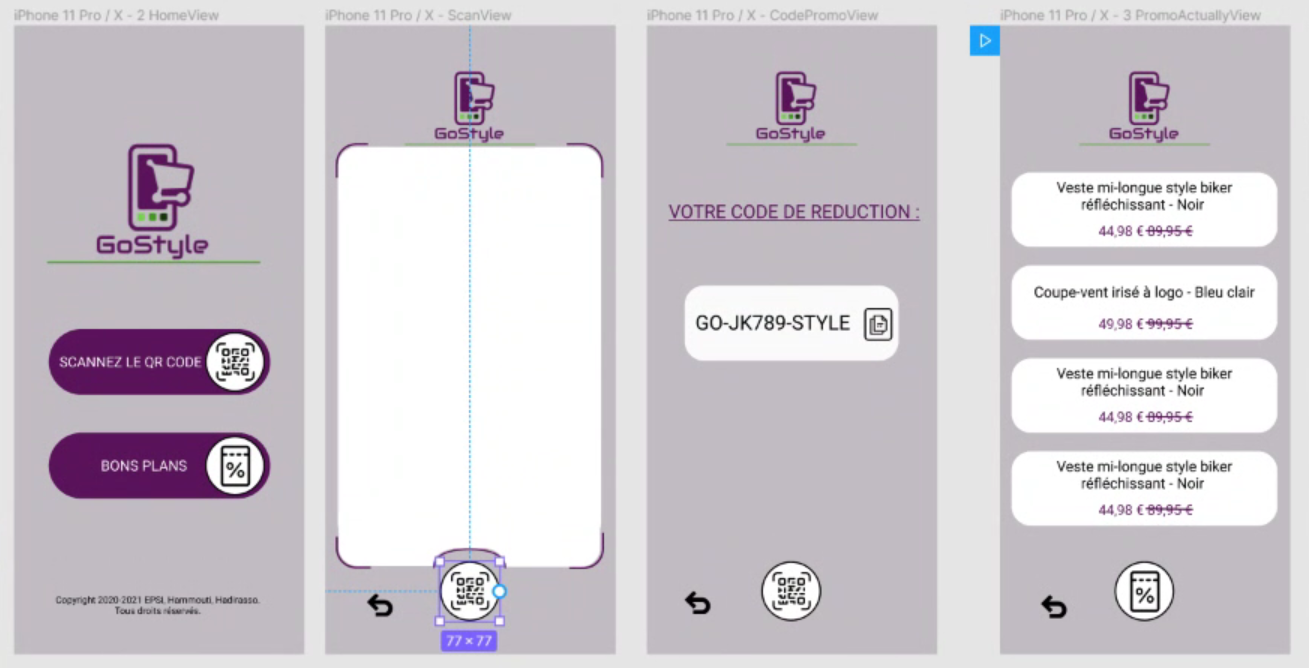 iPhone 11 Pro / X - 2 HomeView
GoStyle
SCANNEZ LE QR CODE
BONS PLANS
Copyright 2020-2021 EPSI, Hammouti, Hadirasso.
Tous droits réservés.
iPhone 11 Pro / X - ScanView
GoStyle
77 × 77
iPhone 11 Pro / X - CodePromoView
GoStyle
VOTRE CODE DE REDUCTION :
GO-JK789-STYLE
iPhone 11 Pro / X - 3 PromoActuallyView
GoStyle
Veste mi-longue style biker
réfléchissant - Noir
44,98 € 89,95 €
Coupe-vent irisé à logo - Bleu clair
49,98 € 99,95 €
Veste mi-longue style biker
réfléchissant - Noir
44,98 € 89,95 €
Veste mi-longue style biker
réfléchissant - Noir
44,98 € 89,95 €
%
%